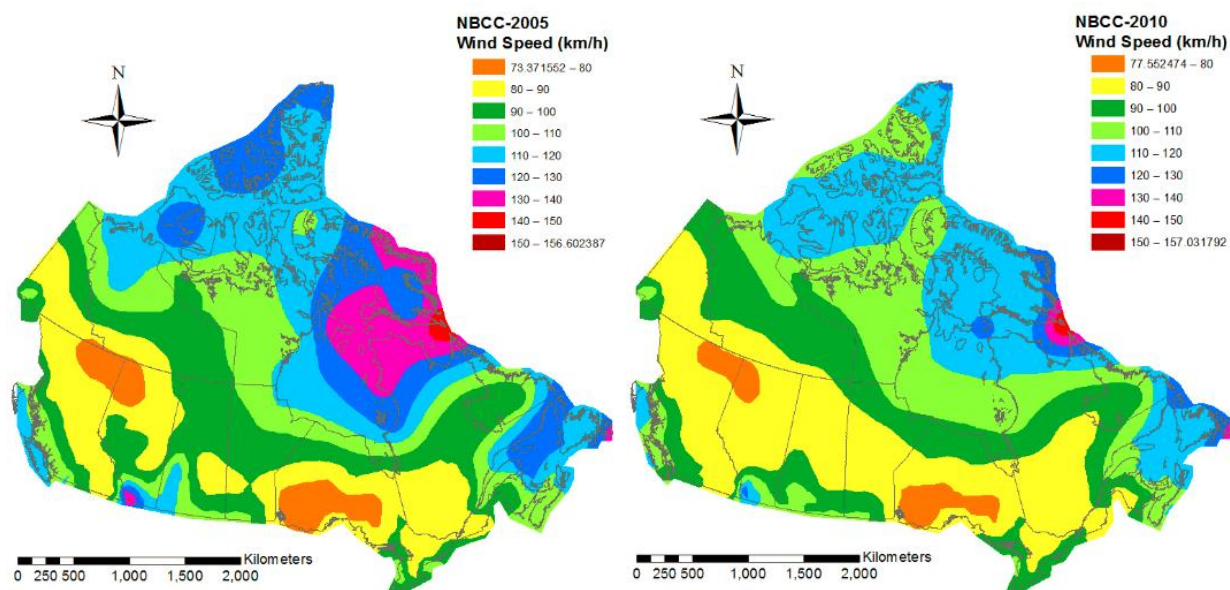 NBCC-2005
Wind Speed (km/h)
73.371552 – 80
80 – 90
90 – 100
100 – 110
110 – 120
120 – 130
130 – 140
140 – 150
150 – 156.602387
N
Kilometers
0 250 500 1,000 1,500 2,000
NBCC-2010
Wind Speed (km/h)
77.552474 – 80
80 – 90
90 – 100
100 – 110
110 – 120
120 – 130
130 – 140
140 – 150
150 – 157.031792
N
Kilometers
0 250 500 1,000 1,500 2,000